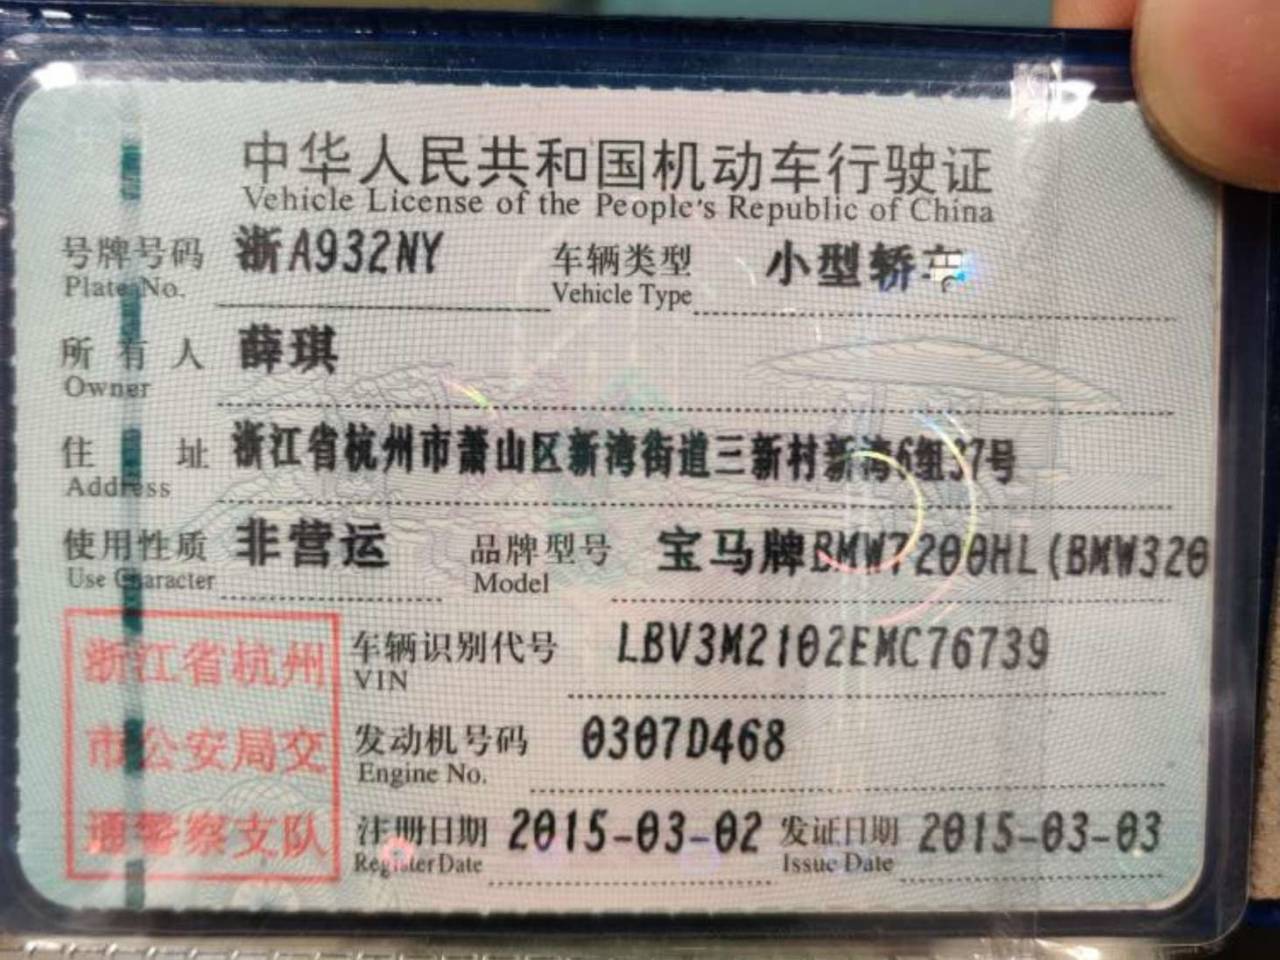 中华人民共和国机动车行驶证
Vehicle License of the People's Republic of China
号牌号码 浙A932NY 车辆类型 小型轿车
Plate No. Vehicle Type
所有人 薛琪
Owner
住址 浙江省杭州市萧山区新湾街道三新村新湾6组37号
Address
使用性质 非营运 品牌型号 宝马牌BMW7200HL(BMW320
Use Character Model
浙江省杭州
市公安局交
通警察支队
车辆识别代号 LBV3M2102EMC76739
VIN
发动机号码 0307D468
Engine No.
注册日期 2015-03-02 发证日期 2015-03-03
Register Date Issue Date